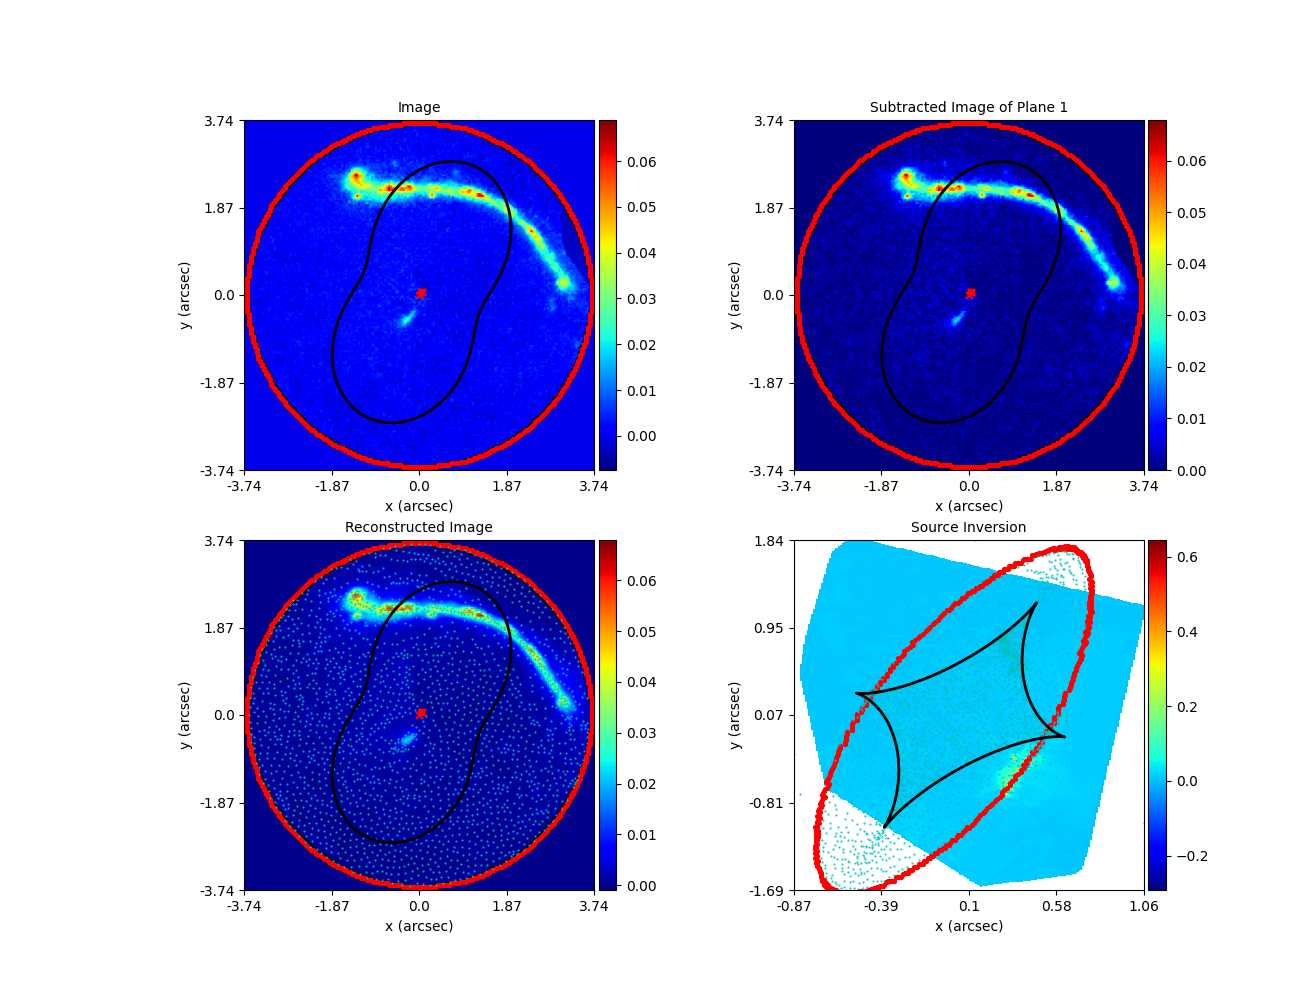 Image
3.74
1.87
0.0
-1.87
-3.74
y (arcsec)
-3.74 -1.87 0.0 1.87 3.74
x (arcsec)
0.06
0.05
0.04
0.03
0.02
0.01
0.00
Subtracted Image of Plane 1
3.74
1.87
0.0
-1.87
-3.74
y (arcsec)
-3.74 -1.87 0.0 1.87 3.74
x (arcsec)
0.06
0.05
0.04
0.03
0.02
0.01
0.00
Reconstructed Image
3.74
1.87
0.0
-1.87
-3.74
y (arcsec)
-3.74 -1.87 0.0 1.87 3.74
x (arcsec)
0.06
0.05
0.04
0.03
0.02
0.01
0.00
Source Inversion
1.84
0.95
0.07
-0.81
-1.69
y (arcsec)
-0.87 -0.39 0.1 0.58 1.06
x (arcsec)
0.6
0.4
0.2
0.0
−0.2